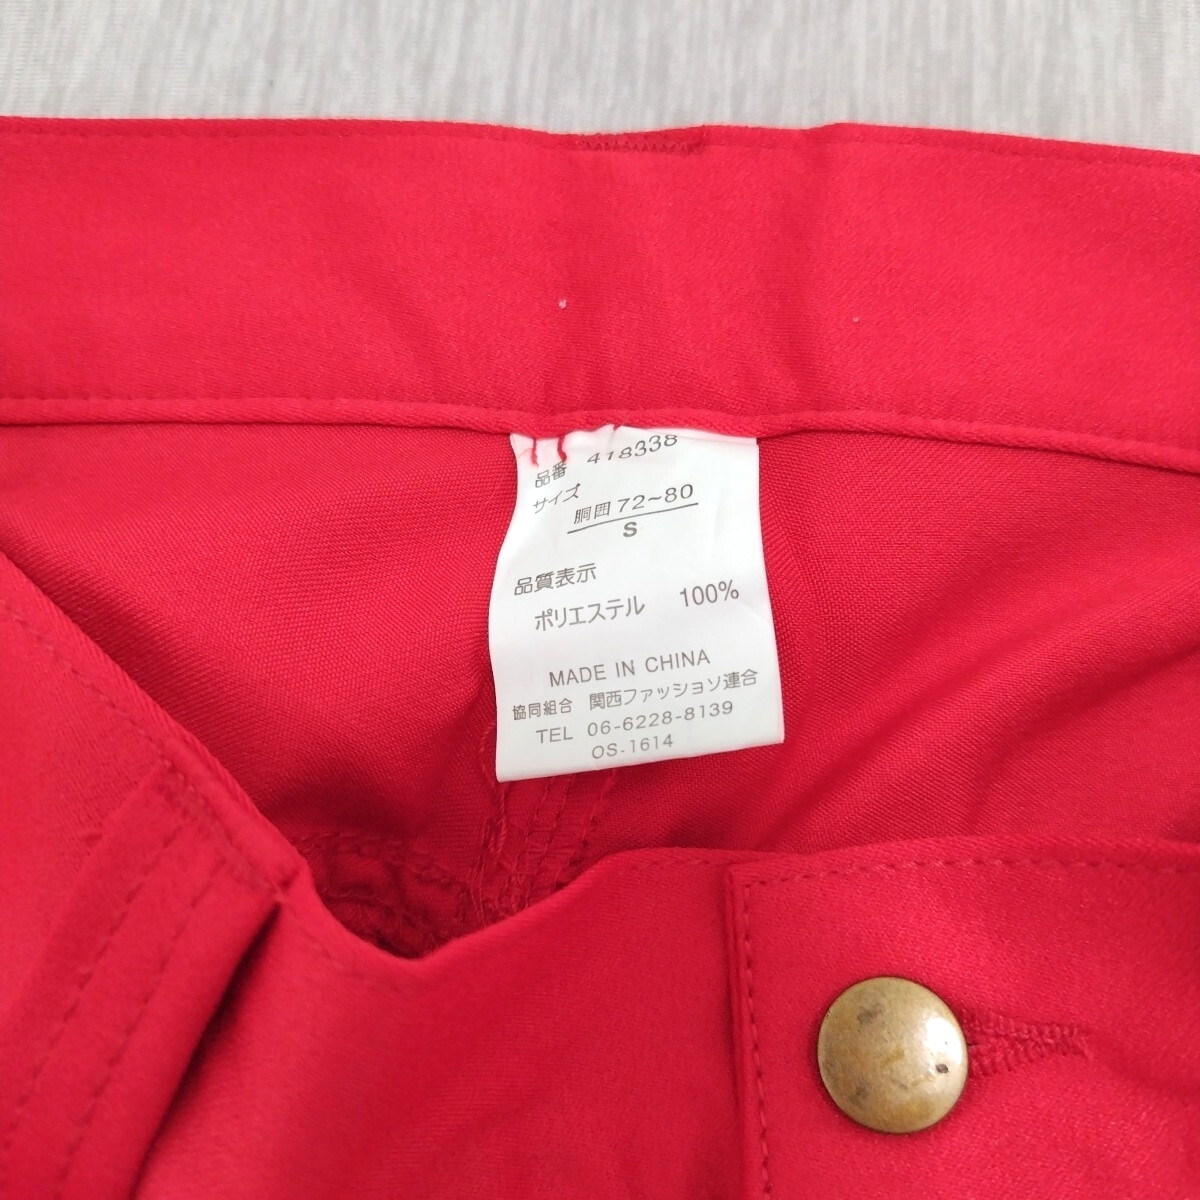 品番 418338
サイズ
胴囲 72~80
S
品質表示
ポリエステル 100%
MADE IN CHINA
協同組合 関西ファッション連合
TEL 06-6228-8139
OS-1614